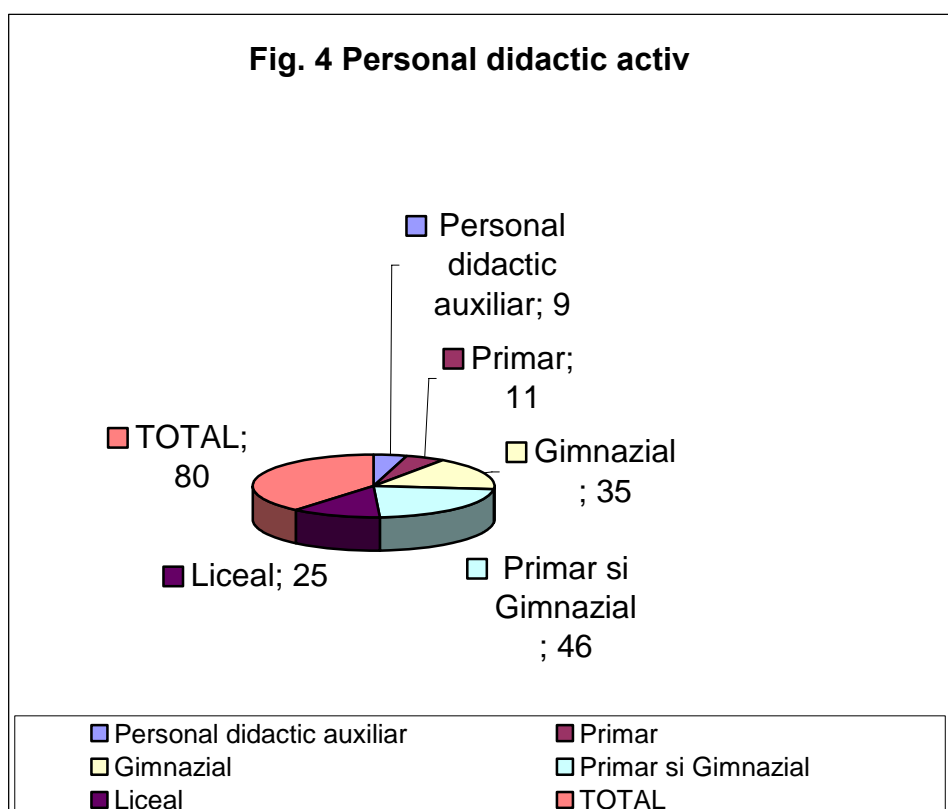 Fig. 4 Personal didactic activ
Personal
didactic
auxiliar; 9
Primar;
11
TOTAL;
80
Gimnazial
; 35
Liceal; 25
Primar si
Gimnazial
; 46
Personal didactic auxiliar
Primar
Gimnazial
Primar si Gimnazial
Liceal
TOTAL